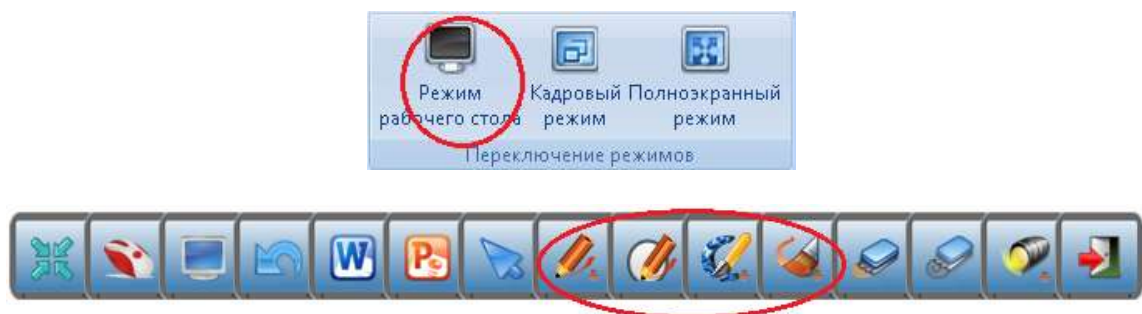 Режим Кадровый Полноэкранный
рабочего стола режим режим
Переключение режимов
W P